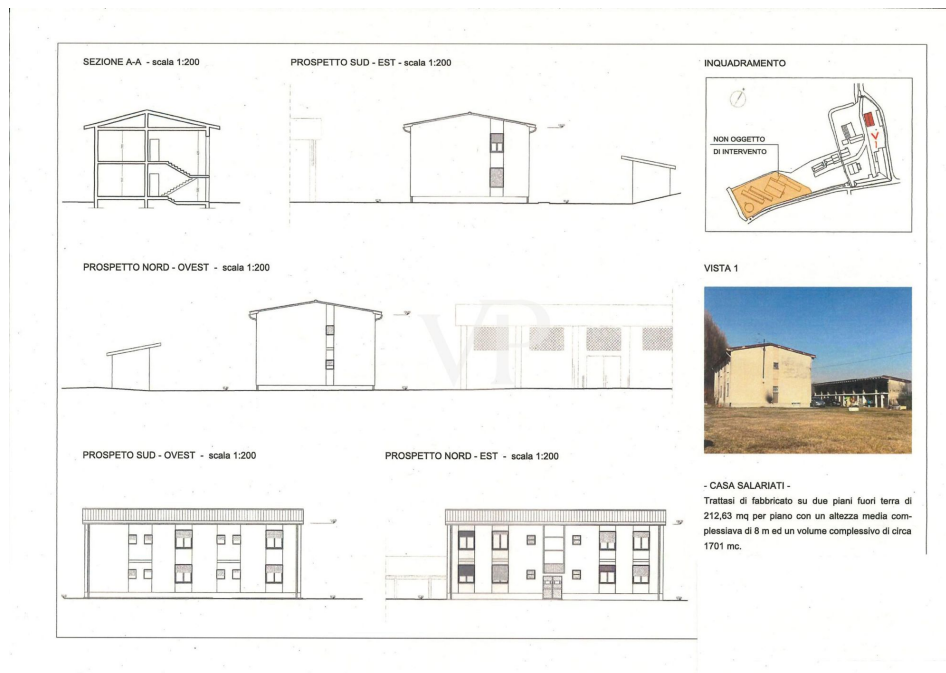 SEZIONE A-A - scala 1:200
PROSPETTO SUD - EST - scala 1:200
INQUADRAMENTO
NON OGGETTO
DI INTERVENTO
PROSPETTO NORD - OVEST - scala 1:200
VISTA 1
VP
PROSPETO SUD - OVEST - scala 1:200
PROSPETTO NORD - EST - scala 1:200
- CASA SALARIATI -
Trattasi di fabbricato su due piani fuori terra di
212,63 mq per piano con un altezza media com-
plessiava di 8 m ed un volume complessivo di circa
1701 mc.